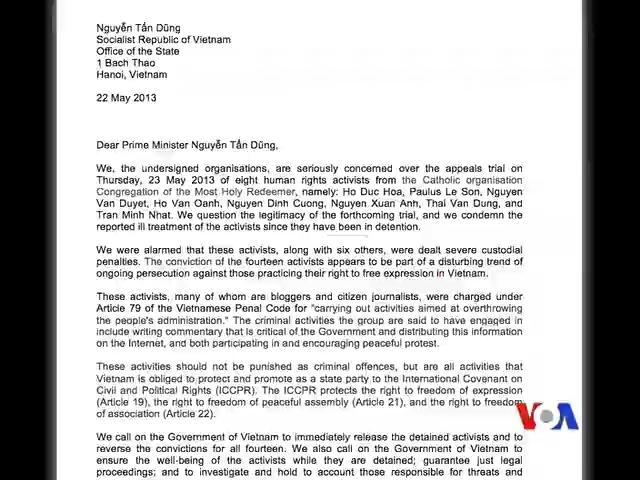 Nguyễn Tấn Dũng
Socialist Republic of Vietnam
Office of the State
1 Bach Thao
Hanoi, Vietnam
22 May 2013
Dear Prime Minister Nguyễn Tấn Dũng,
We, the undersigned organisations, are seriously concerned over the appeals trial on
Thursday, 23 May 2013 of eight human rights activists from the Catholic organisation
Congregation of the Most Holy Redeemer, namely: Ho Duc Hoa, Paulus Le Son, Nguyen
Van Duyet, Ho Van Oanh, Nguyen Dinh Cuong, Nguyen Xuan Anh, Thai Van Dung, and
Tran Minh Nhat. We question the legitimacy of the forthcoming trial, and we condemn the
reported ill treatment of the activists since they have been in detention.
We were alarmed that these activists, along with six others, were dealt severe custodial
penalties. The conviction of the fourteen activists appears to be part of a disturbing trend of
ongoing persecution against those practicing their right to free expression in Vietnam.
These activists, many of whom are bloggers and citizen journalists, were charged under
Article 79 of the Vietnamese Penal Code for "carrying out activities aimed at overthrowing
the people's administration." The criminal activities the group are said to have engaged in
include writing commentary that is critical of the Government and distributing this information
on the Internet, and both participating in and encouraging peaceful protest.
These activities should not be punished as criminal offences, but are all activities that
Vietnam is obliged to protect and promote as a state party to the International Covenant on
Civil and Political Rights (ICCPR). The ICCPR protects the right to freedom of expression
(Article 19), the right to freedom of peaceful assembly (Article 21), and the right to freedom
of association (Article 22).
VOA
We call on the Government of Vietnam to immediately release the detained activists and to
reverse the convictions for all fourteen. We also call on the Government of Vietnam to
ensure the well-being of the activists while they are detained; guarantee just legal
proceedings; and to investigate and hold to account those responsible for threats and